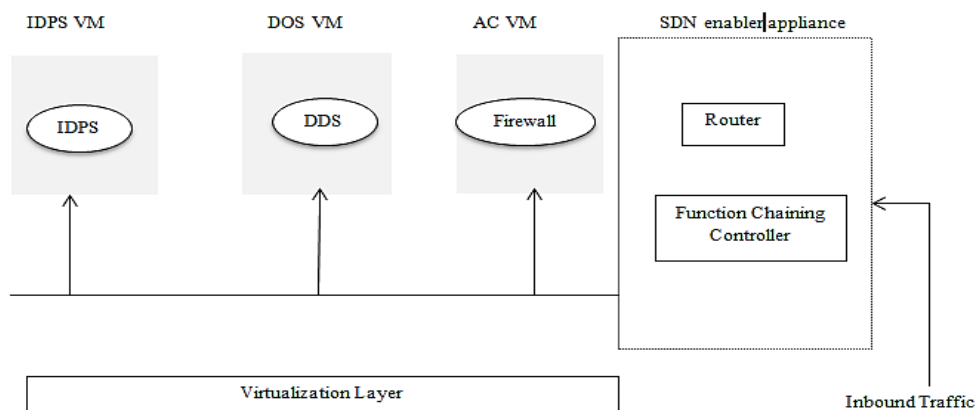 IDPS VM
DOS VM
AC VM
SDN enabler appliance
IDPS
DDS
Firewall
Router
Function Chaining
Controller
Virtualization Layer
Inbound Traffic